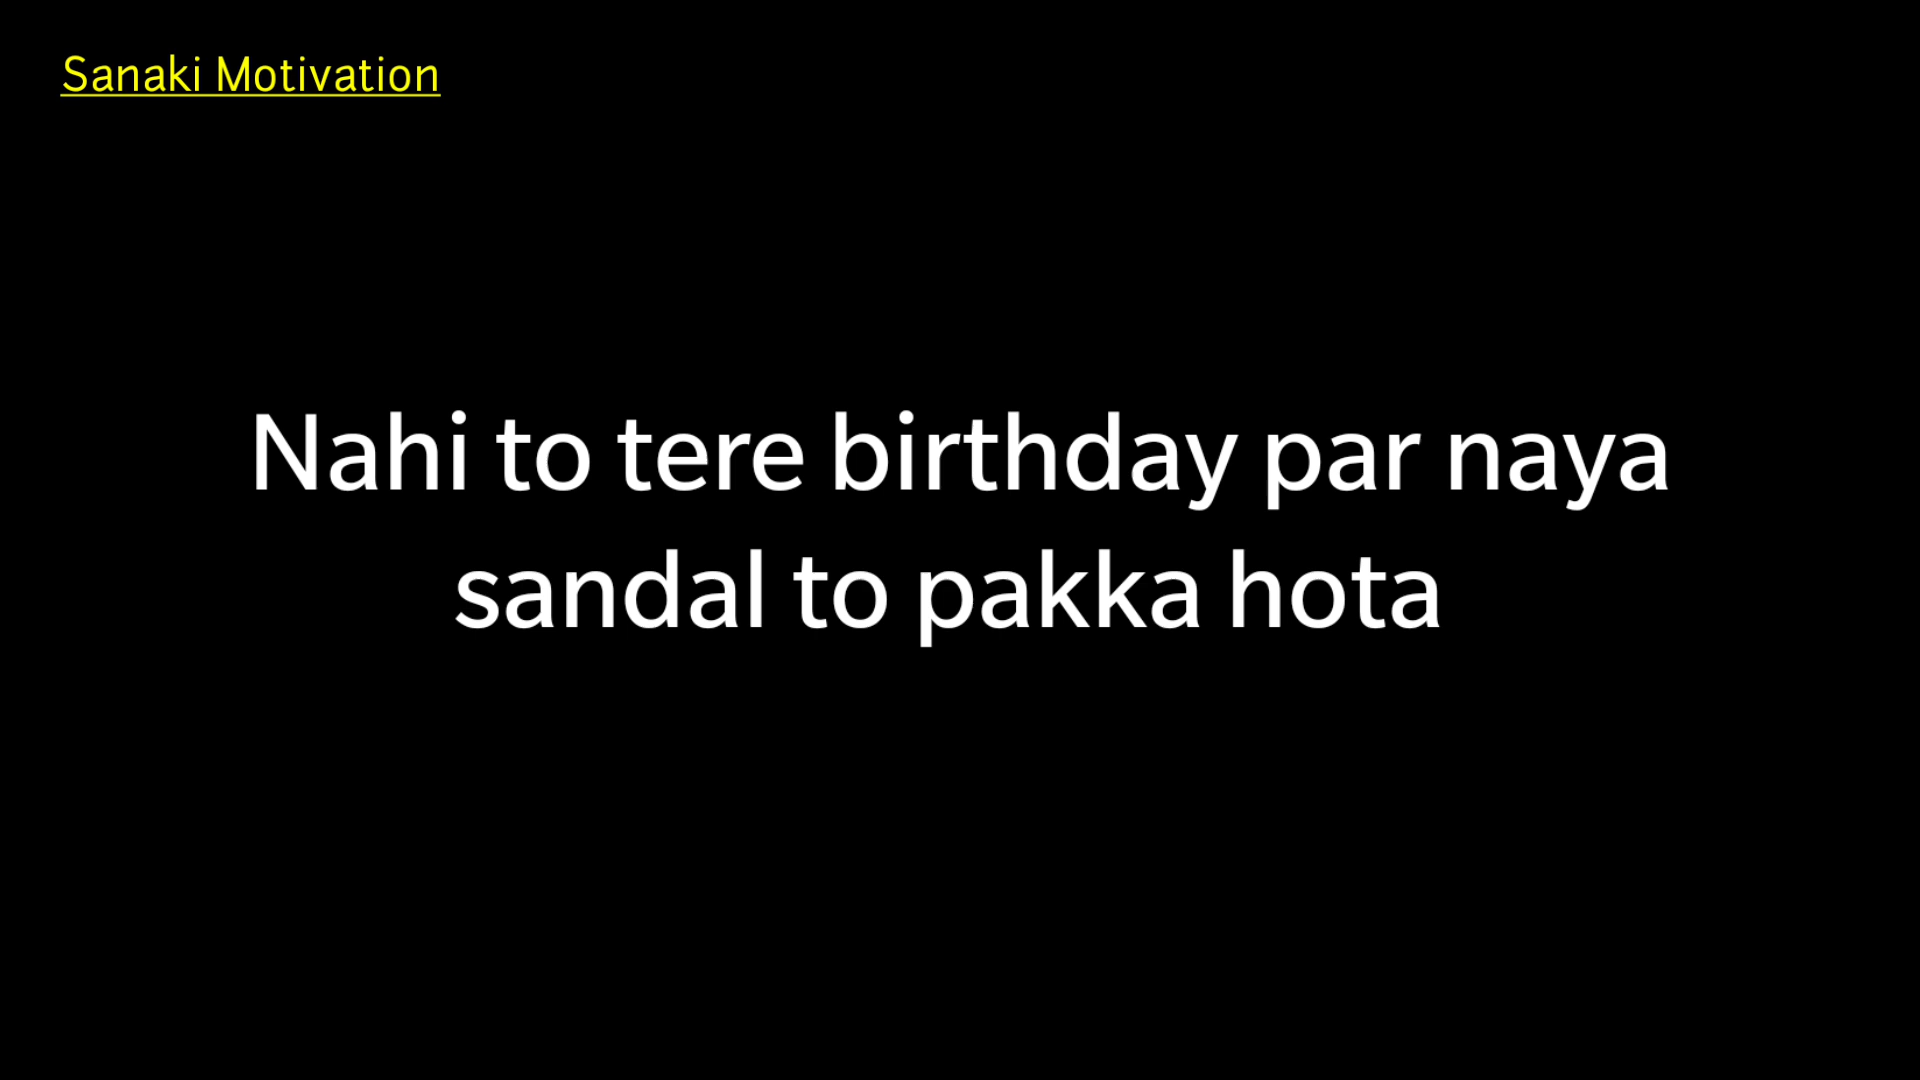 Sanaki Motivation
Nahi to tere birthday par naya
sandal to pakka hota